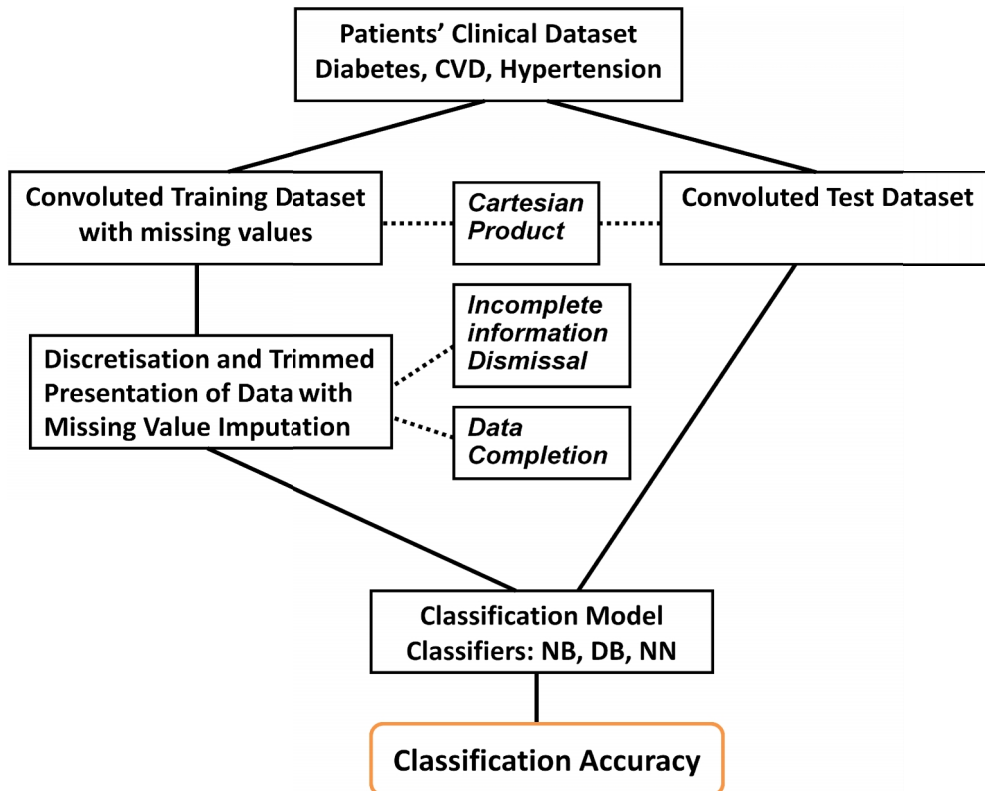 Patients’ Clinical Dataset
Diabetes, CVD, Hypertension
Convoluted Training Dataset
with missing values
Cartesian
Product
Convoluted Test Dataset
Discretisation and Trimmed
Presentation of Data with
Missing Value Imputation
Incomplete
information
Dismissal
Data
Completion
Classification Model
Classifiers: NB, DB, NN
Classification Accuracy